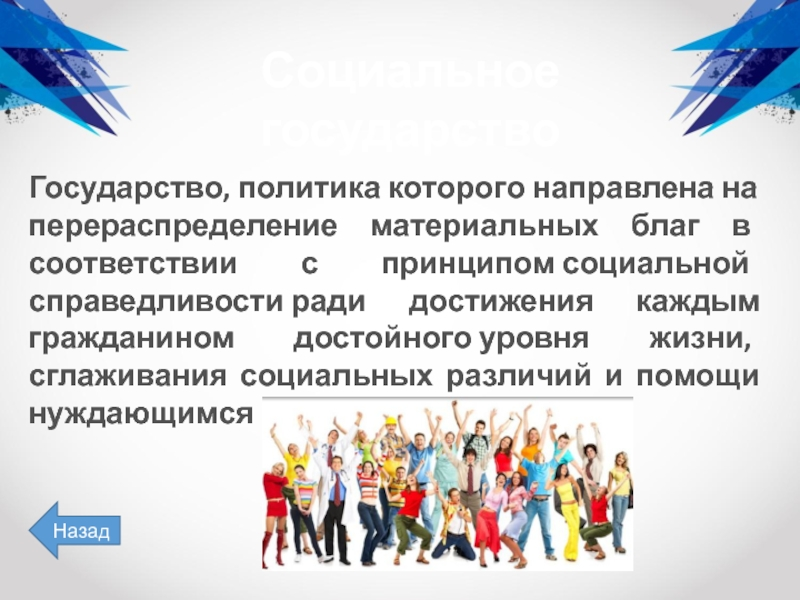 Социальное
государство
Государство, политика которого направлена на
перераспределение материальных благ в
соответствии с принципом социальной
справедливости ради достижения каждым
гражданином достойного уровня жизни,
сглаживания социальных различий и помощи
нуждающимся
Назад